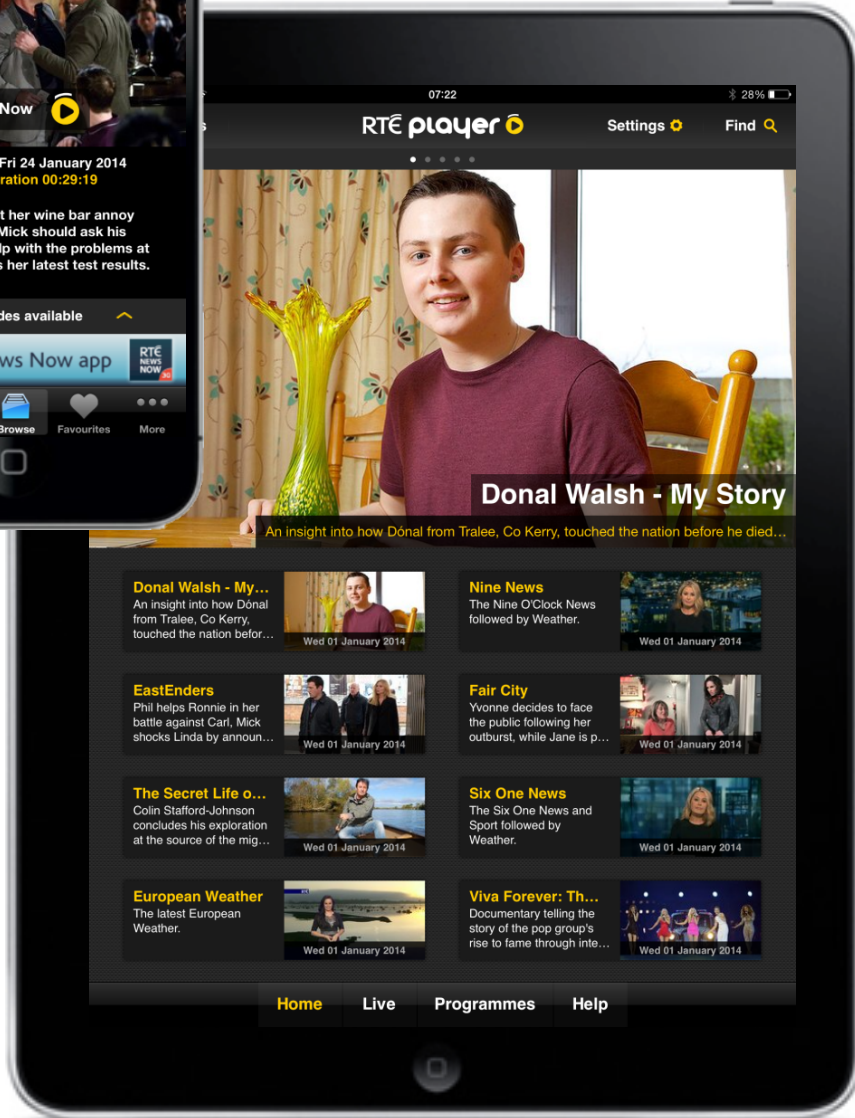 Now
Fri 24 January 2014
ration 00:29:19
t her wine bar annoy
Mick should ask his
lp with the problems at
s her latest test results.
des available
ws Now app
RTÉ
NEWS
NOW
Browse Favourites More
07:22
28%
s
RTÉ player
Settings
Find
Donal Walsh - My Story
An insight into how Dónal from Tralee, Co Kerry, touched the nation before he died…
Donal Walsh - My…
An insight into how Dónal
from Tralee, Co Kerry,
touched the nation befor…
Wed 01 January 2014
Nine News
The Nine O'Clock News
followed by Weather.
Wed 01 January 2014
EastEnders
Phil helps Ronnie in her
battle against Carl, Mick
shocks Linda by announ…
Wed 01 January 2014
Fair City
Yvonne decides to face
the public following her
outburst, while Jane is p…
Wed 01 January 2014
The Secret Life o…
Colin Stafford-Johnson
concludes his exploration
at the source of the mig…
Wed 01 January 2014
Six One News
The Six One News and
Sport followed by
Weather.
Wed 01 January 2014
European Weather
The latest European
Weather.
Wed 01 January 2014
Viva Forever: Th…
Documentary telling the
story of the pop group's
rise to fame through inte…
Wed 01 January 2014
Home Live Programmes Help